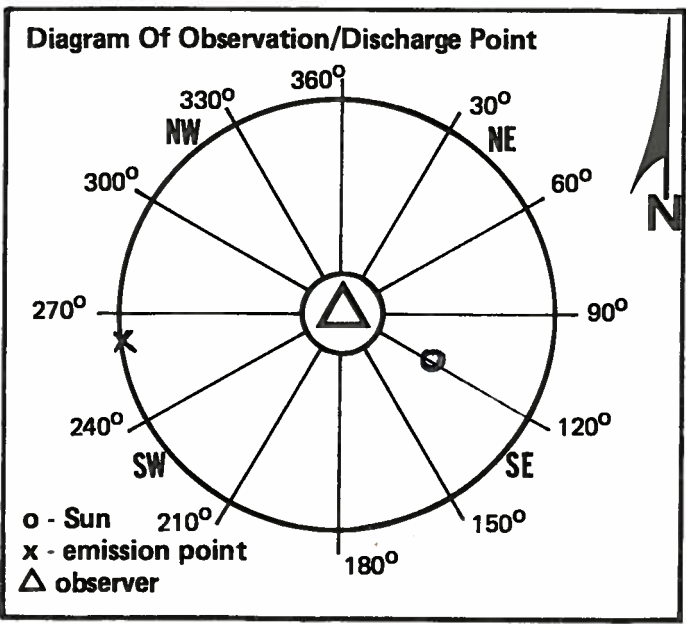 Diagram Of Observation/Discharge Point
360°
330°
30°
NW
NE
300°
60°
N
270°
90°
X
240°
120°
SW
SE
o - Sun
210°
150°
x - emission point
180°
△ observer